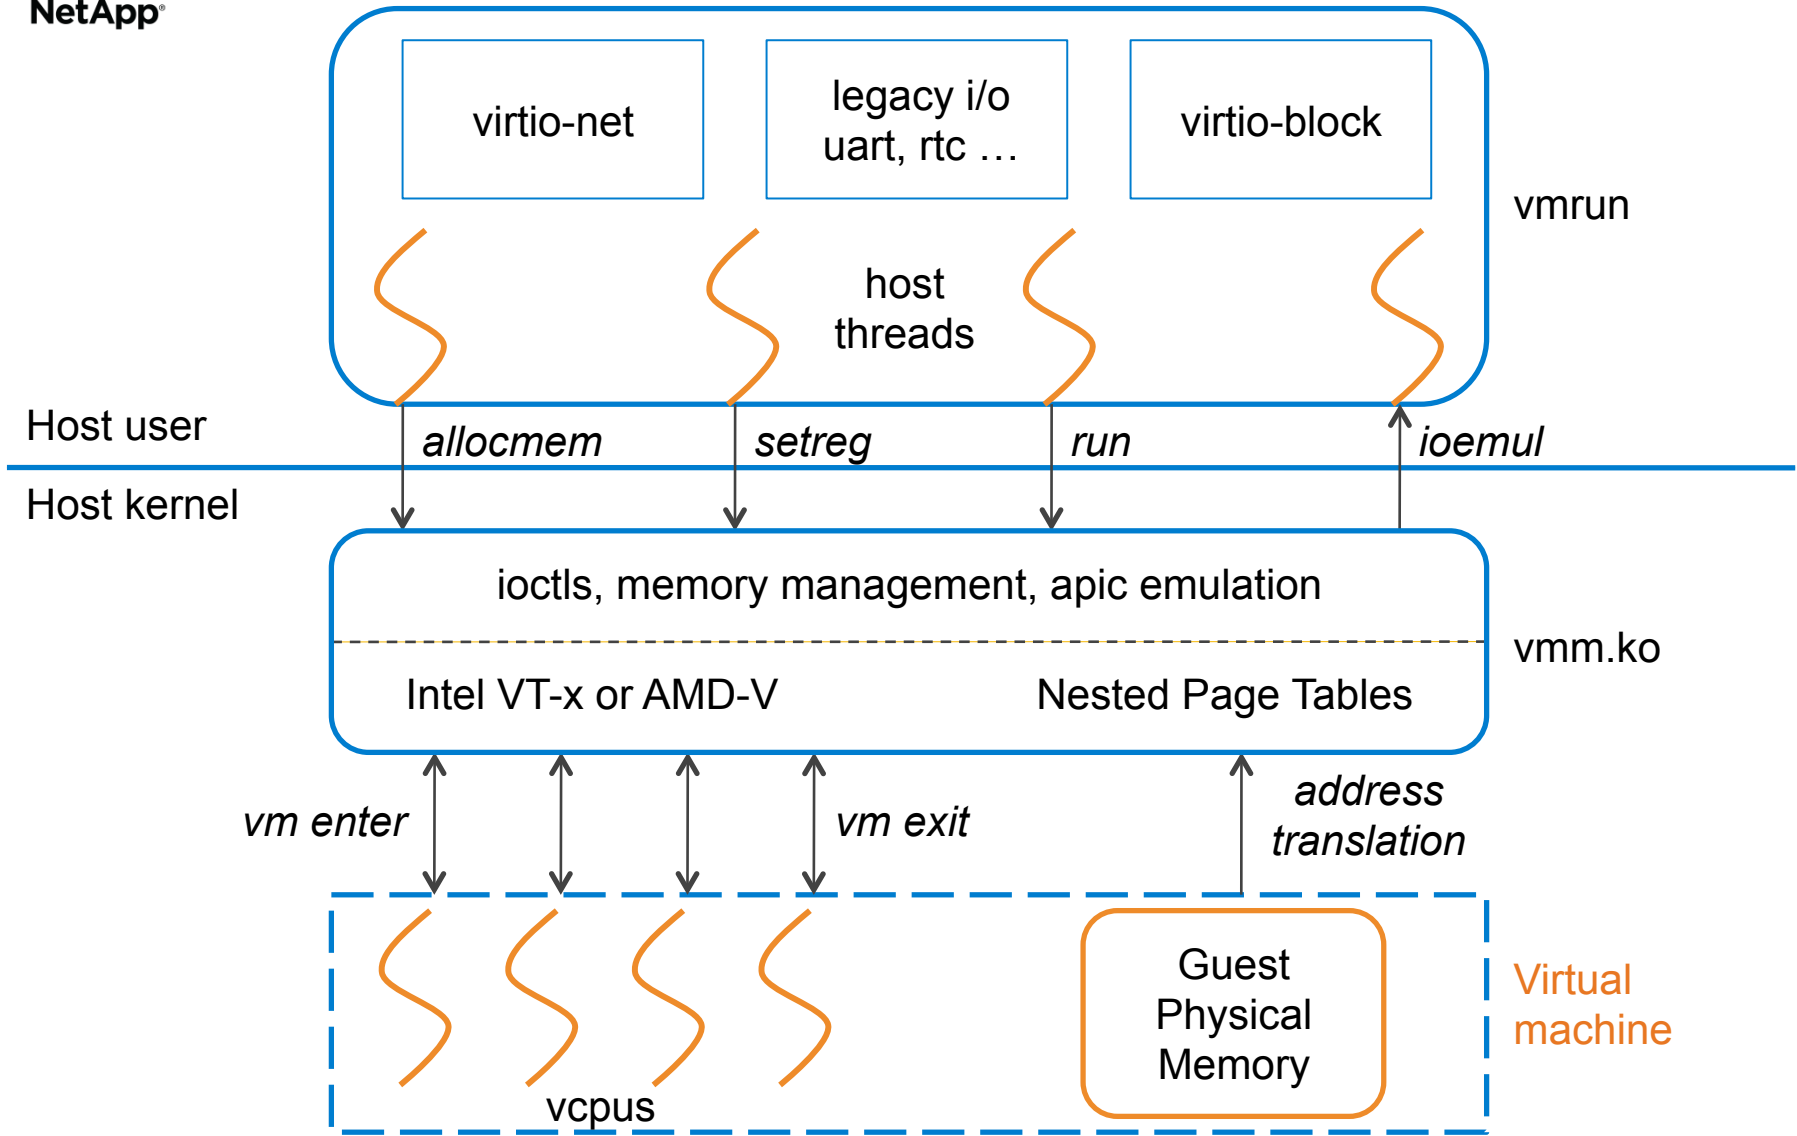 NetApp®
virtio-net
legacy i/o
uart, rtc …
virtio-block
vmrun
host
threads
Host user
allocmem
setreg
run
ioemul
Host kernel
ioctls, memory management, apic emulation
vmm.ko
Intel VT-x or AMD-V
Nested Page Tables
vm enter
vm exit
address
translation
Guest
Physical
Memory
Virtual
machine
vcpus